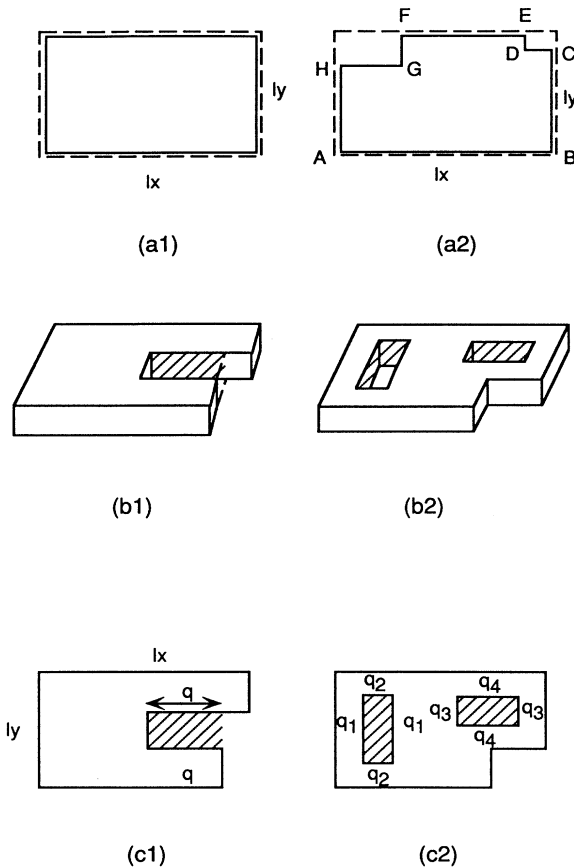 F E
H G D C
ly ly
A B
lx lx
(a1) (a2)
(b1) (b2)
lx
q q2 q4
ly q1 q1 q3 q3
q4
q q2
(c1) (c2)